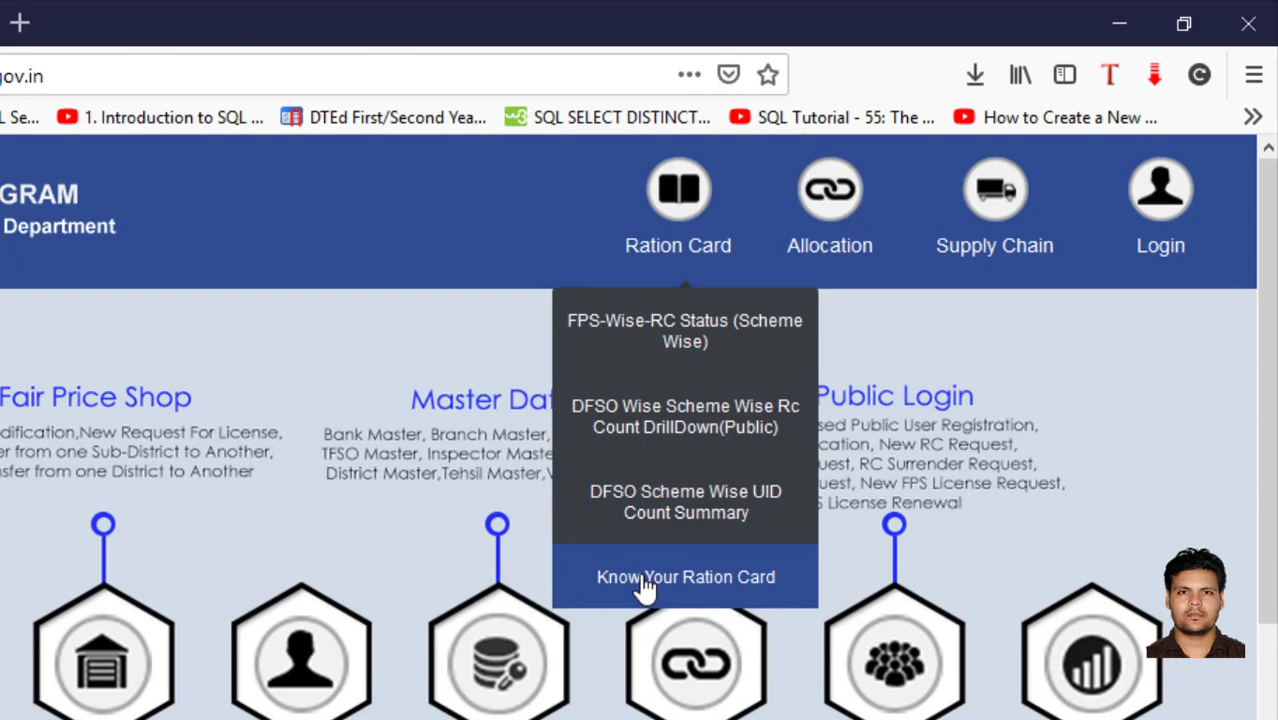 gov.in
L Se...
1. Introduction to SQL ...
DTEd First/Second Yea...
SQL SELECT DISTINCT...
SQL Tutorial - 55: The ...
How to Create a New ...
GRAM
Department
Ration Card
Allocation
Supply Chain
Login
FPS-Wise-RC Status (Scheme
Wise)
DFSO Wise Scheme Wise Rc
Count DrillDown(Public)
DFSO Scheme Wise UID
Count Summary
Know Your Ration Card
Fair Price Shop
dification,New Request For License,
er from one Sub-District to Another,
sfer from one District to Another
Master Dat
Bank Master, Branch Master,
TFSO Master, Inspector Maste
District Master,Tehsil Master,
Public Login
sed Public User Registration,
cation, New RC Request,
uest, RC Surrender Request,
uest, New FPS License Request,
S License Renewal